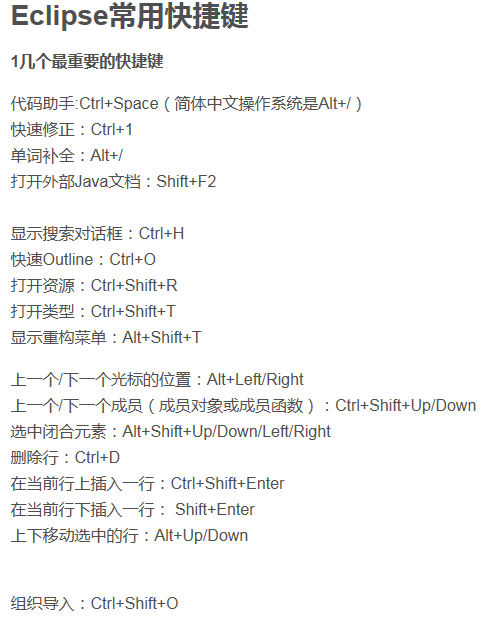 Eclipse常用快捷键
1几个最重要的快捷键
代码助手:Ctrl+Space（简体中文操作系统是Alt+/）
快速修正：Ctrl+1
单词补全：Alt+/
打开外部Java文档：Shift+F2
显示搜索对话框：Ctrl+H
快速Outline：Ctrl+O
打开资源：Ctrl+Shift+R
打开类型：Ctrl+Shift+T
显示重构菜单：Alt+Shift+T
上一个/下一个光标的位置：Alt+Left/Right
上一个/下一个成员（成员对象或成员函数）：Ctrl+Shift+Up/Down
选中闭合元素：Alt+Shift+Up/Down/Left/Right
删除行：Ctrl+D
在当前行上插入一行：Ctrl+Shift+Enter
在当前行下插入一行： Shift+Enter
上下移动选中的行：Alt+Up/Down
组织导入：Ctrl+Shift+O